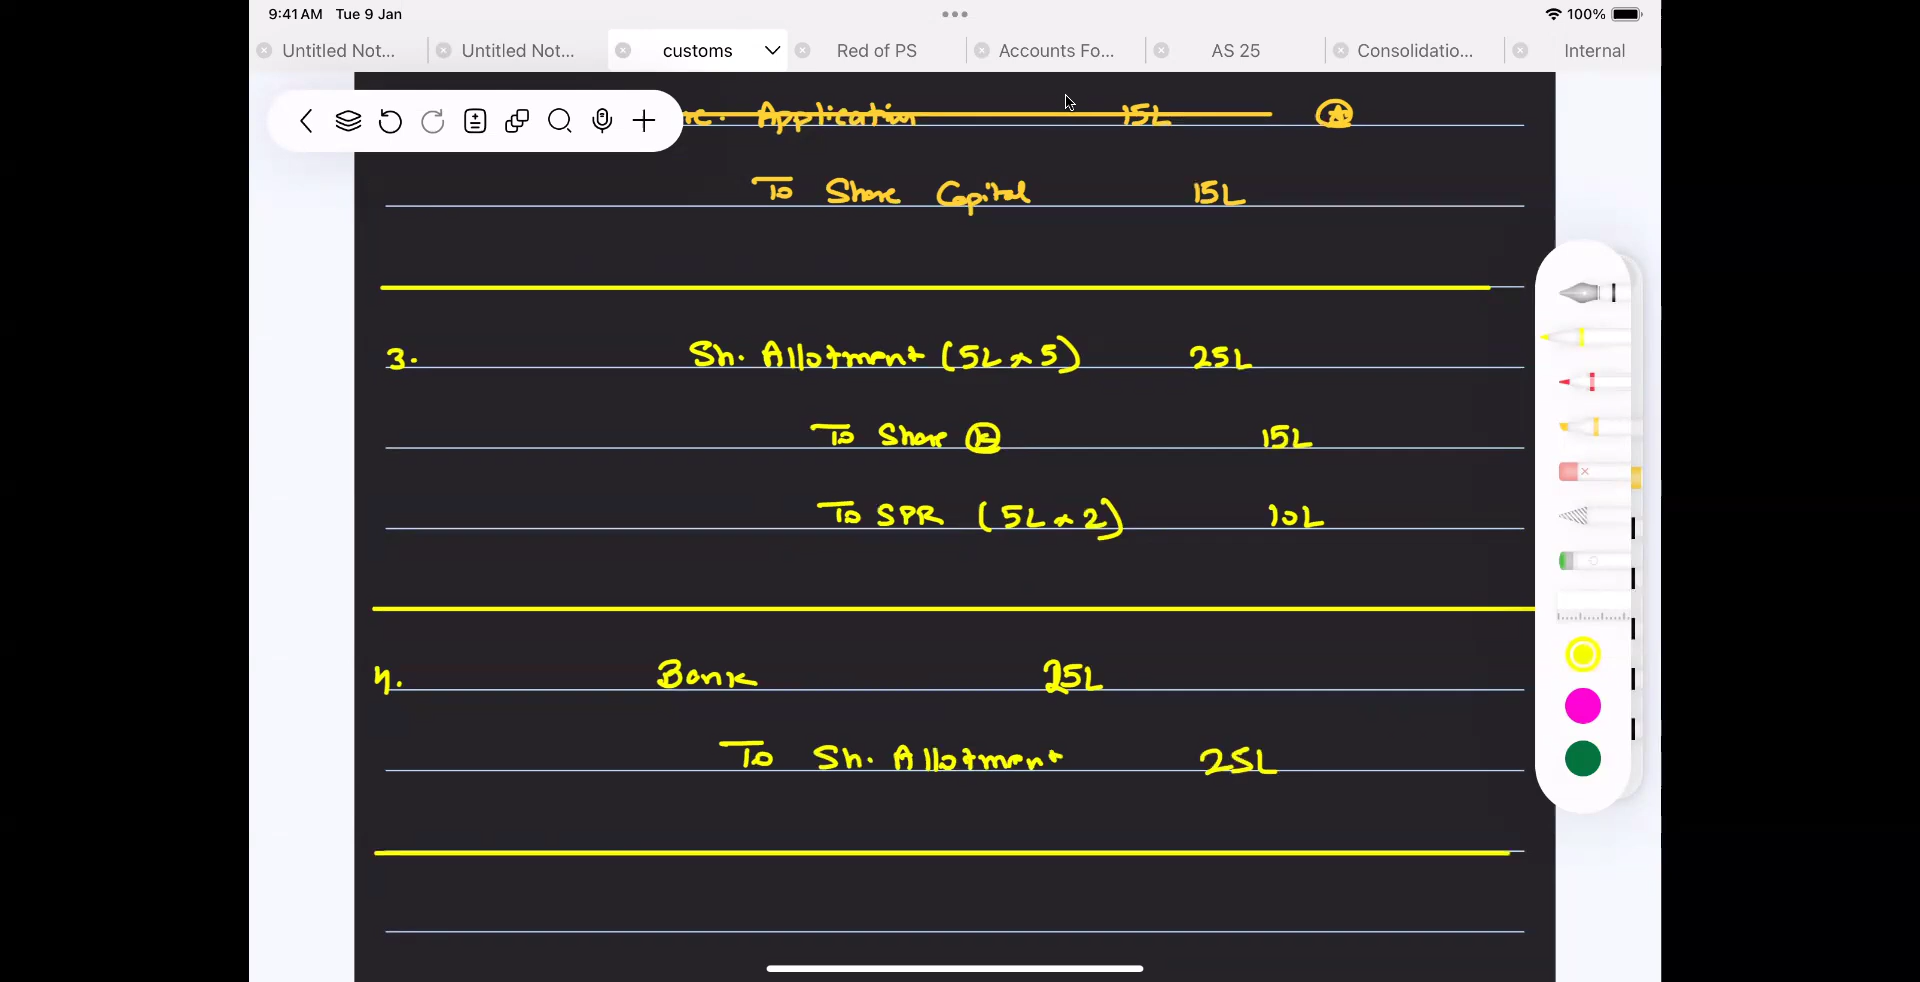 9:41 AM Tue 9 Jan 100%
Untitled Not... Untitled Not... customs Red of PS Accounts Fo... AS 25 Consolidatio... Internal
Application 15L A
To Share Capital 15L
3. Sh. Allotment (5L x 5) 25L
To Share K 15L
To SPR (5L x 2) 10L
4. Bank 25L
To Sh. Allotment 25L